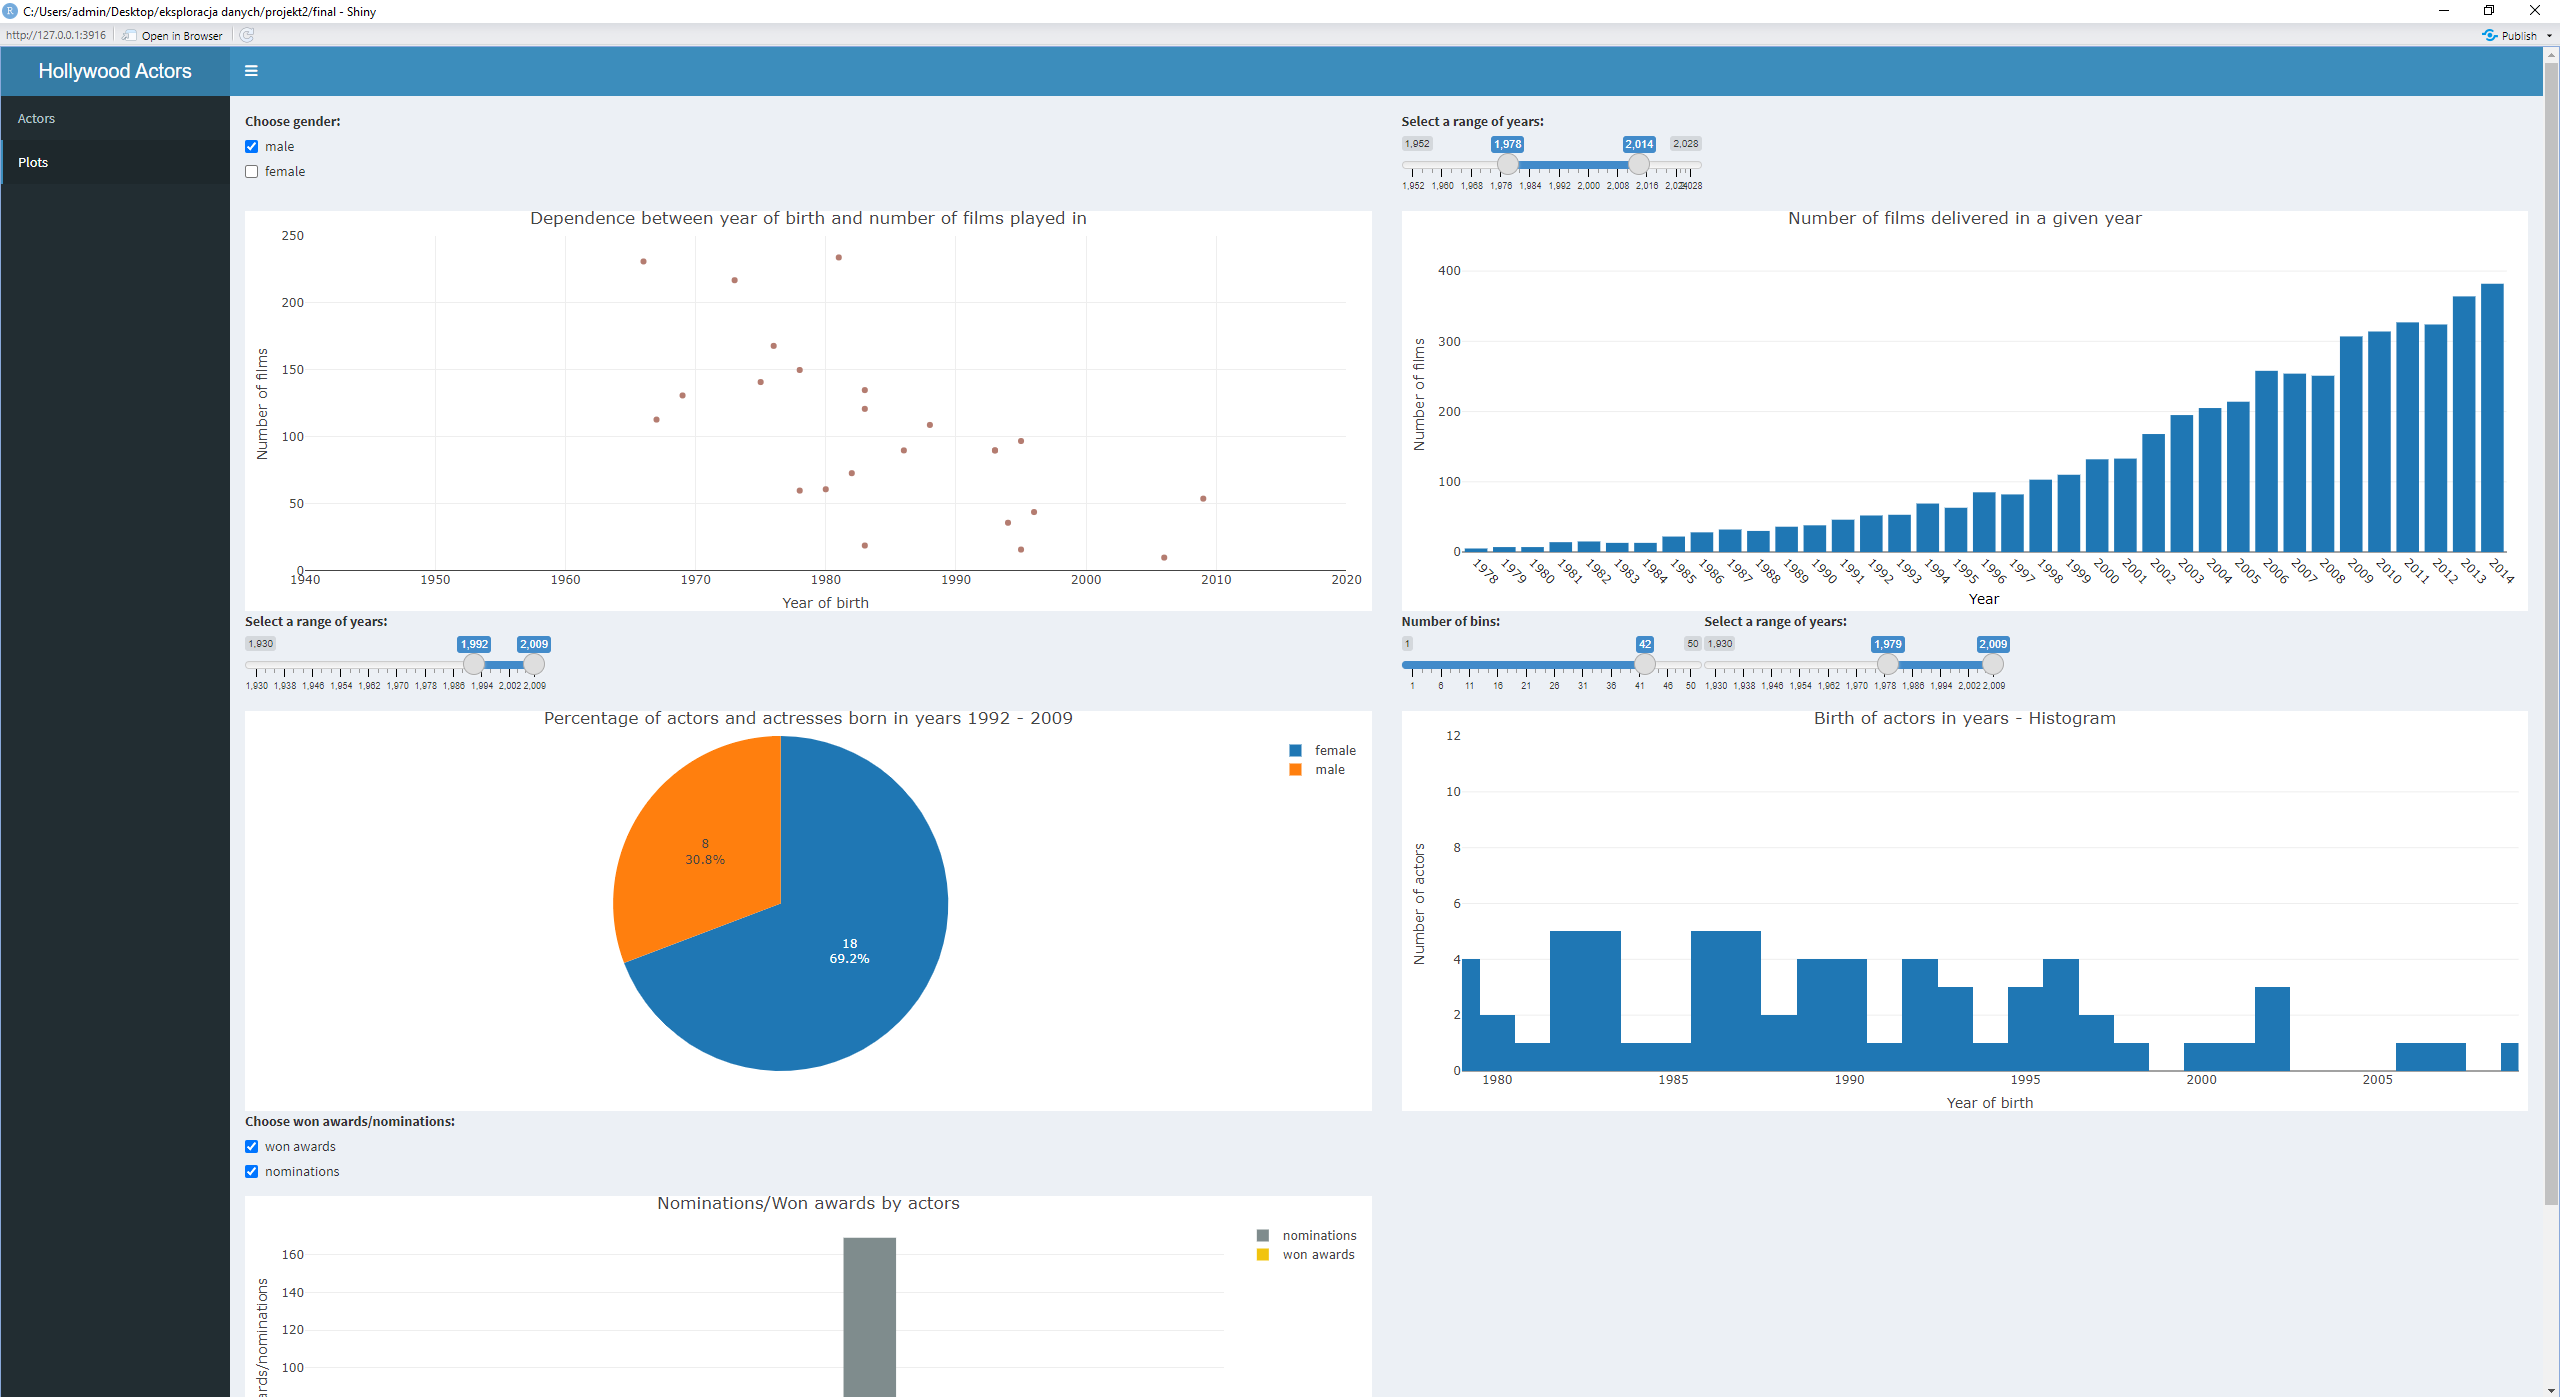 C:/Users/admin/Desktop/eksploracja danych/projekt2/final - Shiny
http://127.0.0.1:3916 Open in Browser Publish
Hollywood Actors
Actors
Plots
Choose gender:
male
female
Select a range of years:
1,952 1,978 2,014 2,028
1,952 1,960 1,968 1,976 1,984 1,992 2,000 2,008 2,016 2,024 2,028
Dependence between year of birth and number of films played in
250
200
150
100
50
0
Number of films
1940 1950 1960 1970 1980 1990 2000 2010 2020
Year of birth
Number of films delivered in a given year
400
300
200
100
0
Number of films
1978 1979 1980 1981 1982 1983 1984 1985 1986 1987 1988 1989 1990 1991 1992 1993 1994 1995 1996 1997 1998 1999 2000 2001 2002 2003 2004 2005 2006 2007 2008 2009 2010 2011 2012 2013 2014
Year
Select a range of years:
1,930 1,992 2,009
1,930 1,938 1,946 1,954 1,962 1,970 1,978 1,986 1,994 2,002 2,009
Number of bins:
1 42 50
1 6 11 16 21 26 31 36 41 46 50
Select a range of years:
1,930 1,979 2,009
1,930 1,938 1,946 1,954 1,962 1,970 1,978 1,986 1,994 2,002 2,009
Percentage of actors and actresses born in years 1992 - 2009
female
male
8
30.8%
18
69.2%
Birth of actors in years - Histogram
12
10
8
6
4
2
0
Number of actors
1980 1985 1990 1995 2000 2005
Year of birth
Choose won awards/nominations:
won awards
nominations
Nominations/Won awards by actors
nominations
won awards
160
140
120
100
ards/nominations